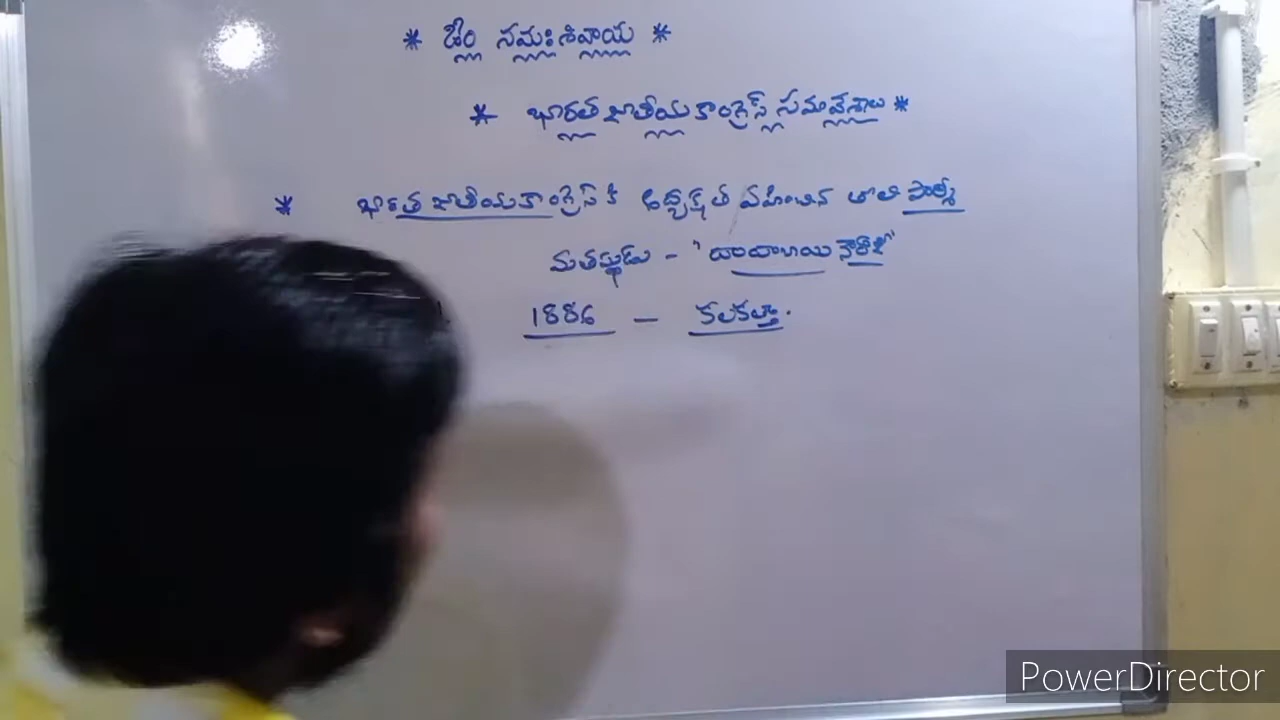 * ఓం నమఃశివాయ *
* భారత జాతీయ కాంగ్రెస్ సమావేశాలు *
* భారత జాతీయకాంగ్రెస్ కి అధ్యక్షత వహించిన తొలి పార్శీ
మతస్థుడు - "దాదాబాయి నౌరోజి"
1886 - కలకత్తా.
PowerDirector